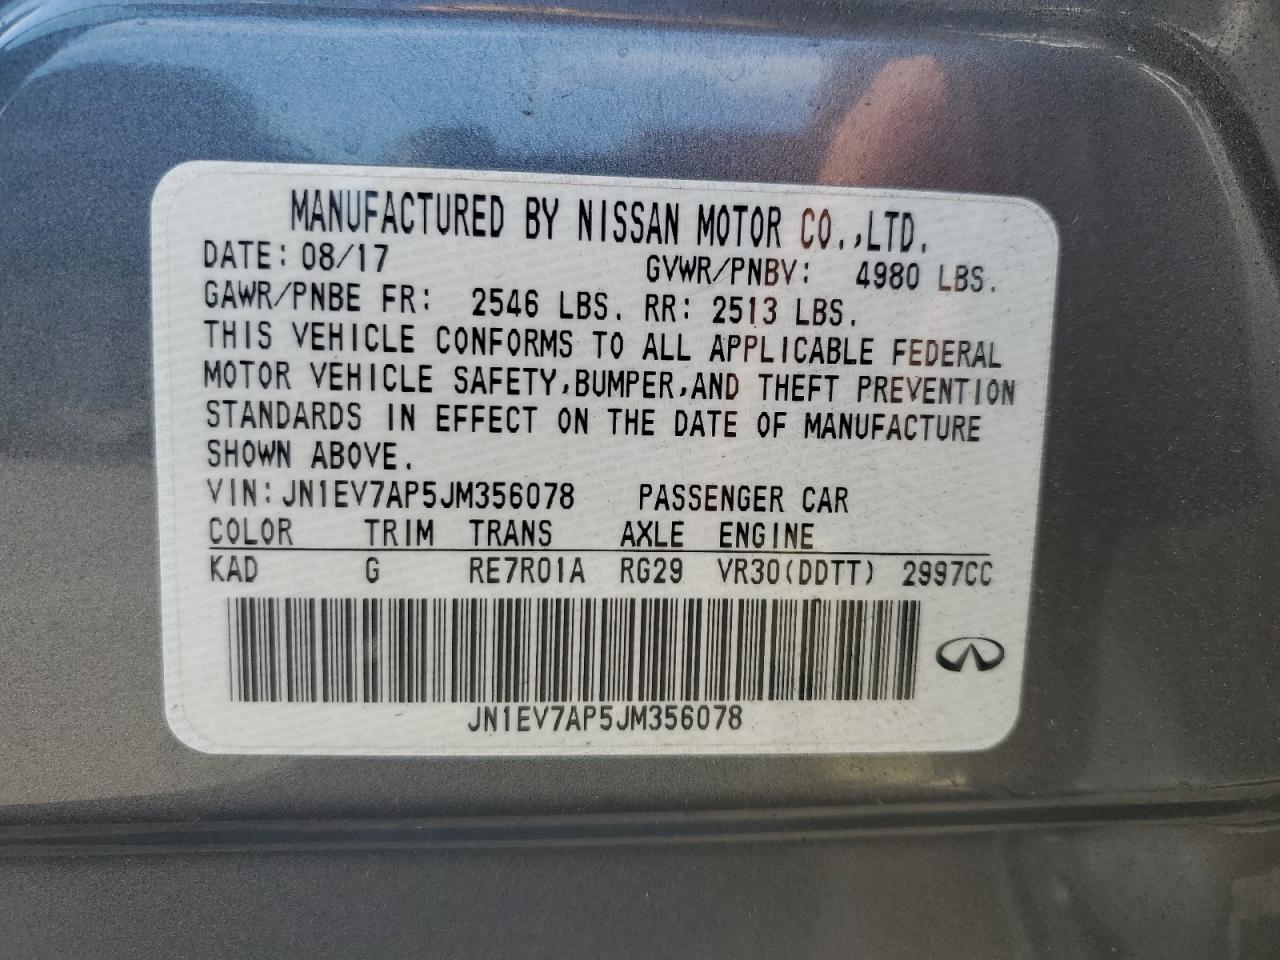 MANUFACTURED BY NISSAN MOTOR CO.,LTD.
DATE: 08/17 GVWR/PNBV: 4980 LBS.
GAWR/PNBE FR: 2546 LBS. RR: 2513 LBS.
THIS VEHICLE CONFORMS TO ALL APPLICABLE FEDERAL
MOTOR VEHICLE SAFETY,BUMPER,AND THEFT PREVENTION
STANDARDS IN EFFECT ON THE DATE OF MANUFACTURE
SHOWN ABOVE.
VIN: JN1EV7AP5JM356078 PASSENGER CAR
COLOR TRIM TRANS AXLE ENGINE
KAD G RE7R01A RG29 VR30(DDTT) 2997CC
JN1EV7AP5JM356078